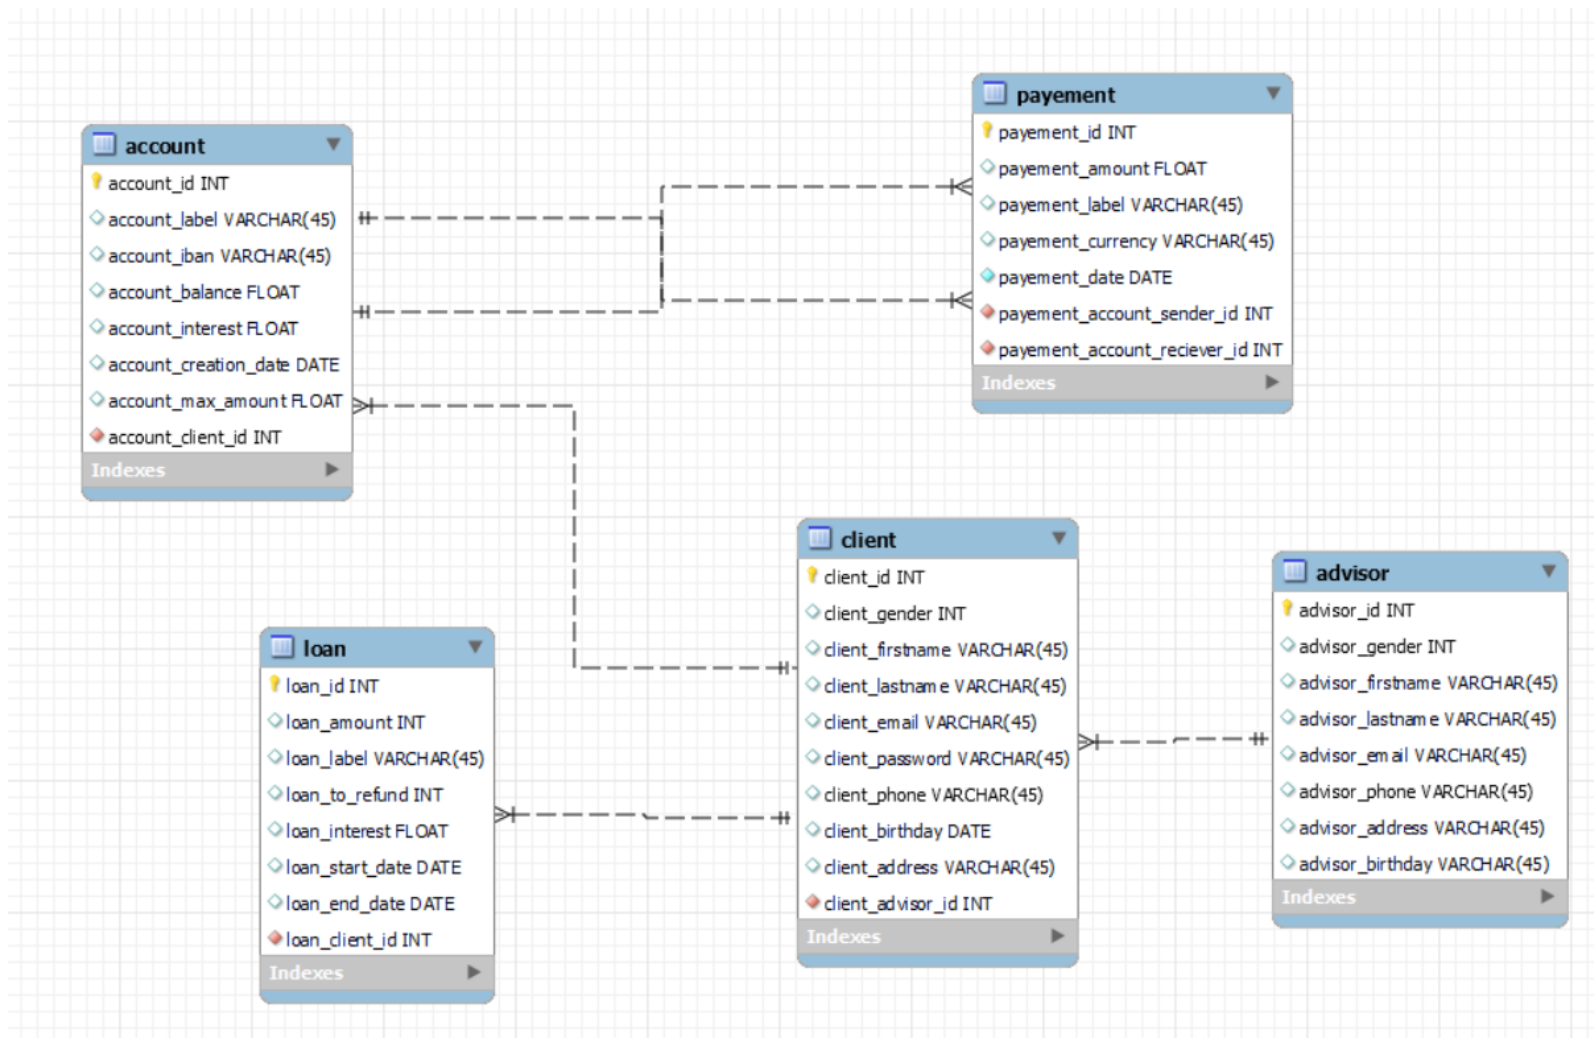 account
account_id INT
account_label VARCHAR(45)
account_iban VARCHAR(45)
account_balance FLOAT
account_interest FLOAT
account_creation_date DATE
account_max_amount FLOAT
account_client_id INT
Indexes
payement
payement_id INT
payement_amount FLOAT
payement_label VARCHAR(45)
payement_currency VARCHAR(45)
payement_date DATE
payement_account_sender_id INT
payement_account_reciever_id INT
Indexes
loan
loan_id INT
loan_amount INT
loan_label VARCHAR(45)
loan_to_refund INT
loan_interest FLOAT
loan_start_date DATE
loan_end_date DATE
loan_client_id INT
Indexes
client
client_id INT
client_gender INT
client_firstname VARCHAR(45)
client_lastname VARCHAR(45)
client_email VARCHAR(45)
client_password VARCHAR(45)
client_phone VARCHAR(45)
client_birthday DATE
client_address VARCHAR(45)
client_advisor_id INT
Indexes
advisor
advisor_id INT
advisor_gender INT
advisor_firstname VARCHAR(45)
advisor_lastname VARCHAR(45)
advisor_email VARCHAR(45)
advisor_phone VARCHAR(45)
advisor_address VARCHAR(45)
advisor_birthday VARCHAR(45)
Indexes